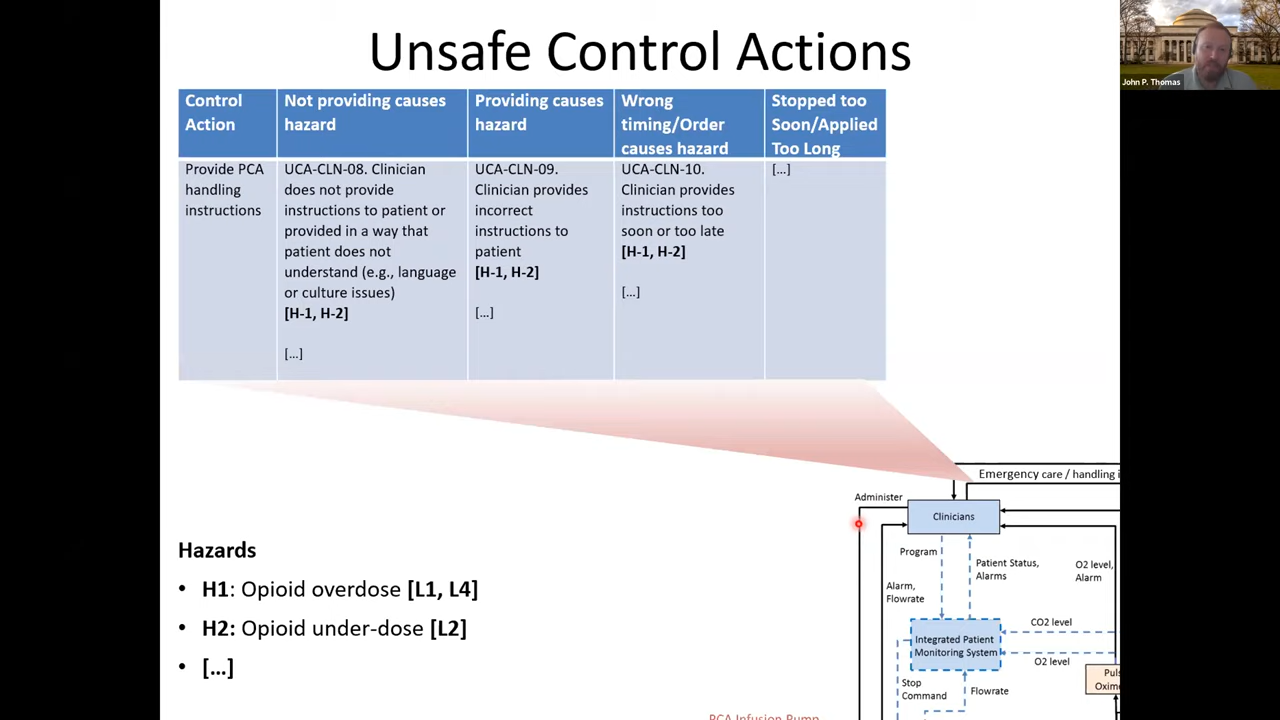 Unsafe Control Actions
John P. Thomas
Control
Action
Not providing causes
hazard
Providing causes
hazard
Wrong
timing/Order
causes hazard
Stopped too
Soon/Applied
Too Long
Provide PCA
handling
instructions
UCA-CLN-08. Clinician
does not provide
instructions to patient or
provided in a way that
patient does not
understand (e.g., language
or culture issues)
[H-1, H-2]
[...]
UCA-CLN-09.
Clinician provides
incorrect
instructions to
patient
[H-1, H-2]
[...]
UCA-CLN-10.
Clinician provides
instructions too
soon or too late
[H-1, H-2]
[...]
[...]
Emergency care / handling i
Administer
Clinicians
Program
Patient Status,
Alarms
O2 level,
Alarm
Alarm,
Flowrate
CO2 level
Integrated Patient
Monitoring System
O2 level
Puls
Oxime
Stop
Command
Flowrate
PCA Infusion Pump
Hazards
• H1: Opioid overdose [L1, L4]
• H2: Opioid under-dose [L2]
• [...]